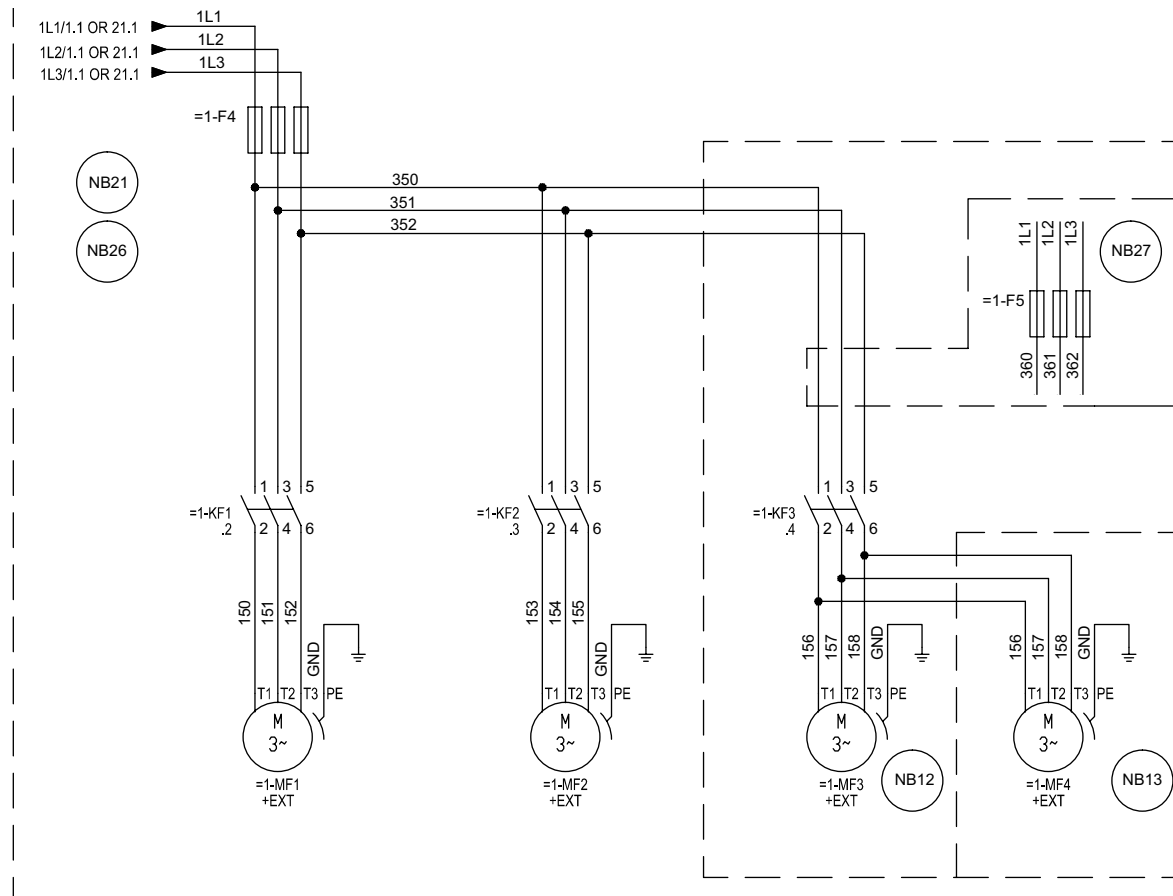 1L1/1.1 OR 21.1
1L1
1L2/1.1 OR 21.1
1L2
1L3/1.1 OR 21.1
1L3
=1-F4
NB21
350
351
352
NB26
1L1
1L2
1L3
NB27
=1-F5
360
361
362
1 3 5
=1-KF1
.2
2 4 6
1 3 5
=1-KF2
.3
2 4 6
1 3 5
=1-KF3
.4
2 4 6
150
151
152
GND
153
154
155
GND
156
157
158
GND
156
157
158
GND
T1 T2 T3 PE
T1 T2 T3 PE
T1 T2 T3 PE
T1 T2 T3 PE
M
3~
M
3~
M
3~
M
3~
=1-MF1
+EXT
=1-MF2
+EXT
=1-MF3
+EXT
NB12
=1-MF4
+EXT
NB13